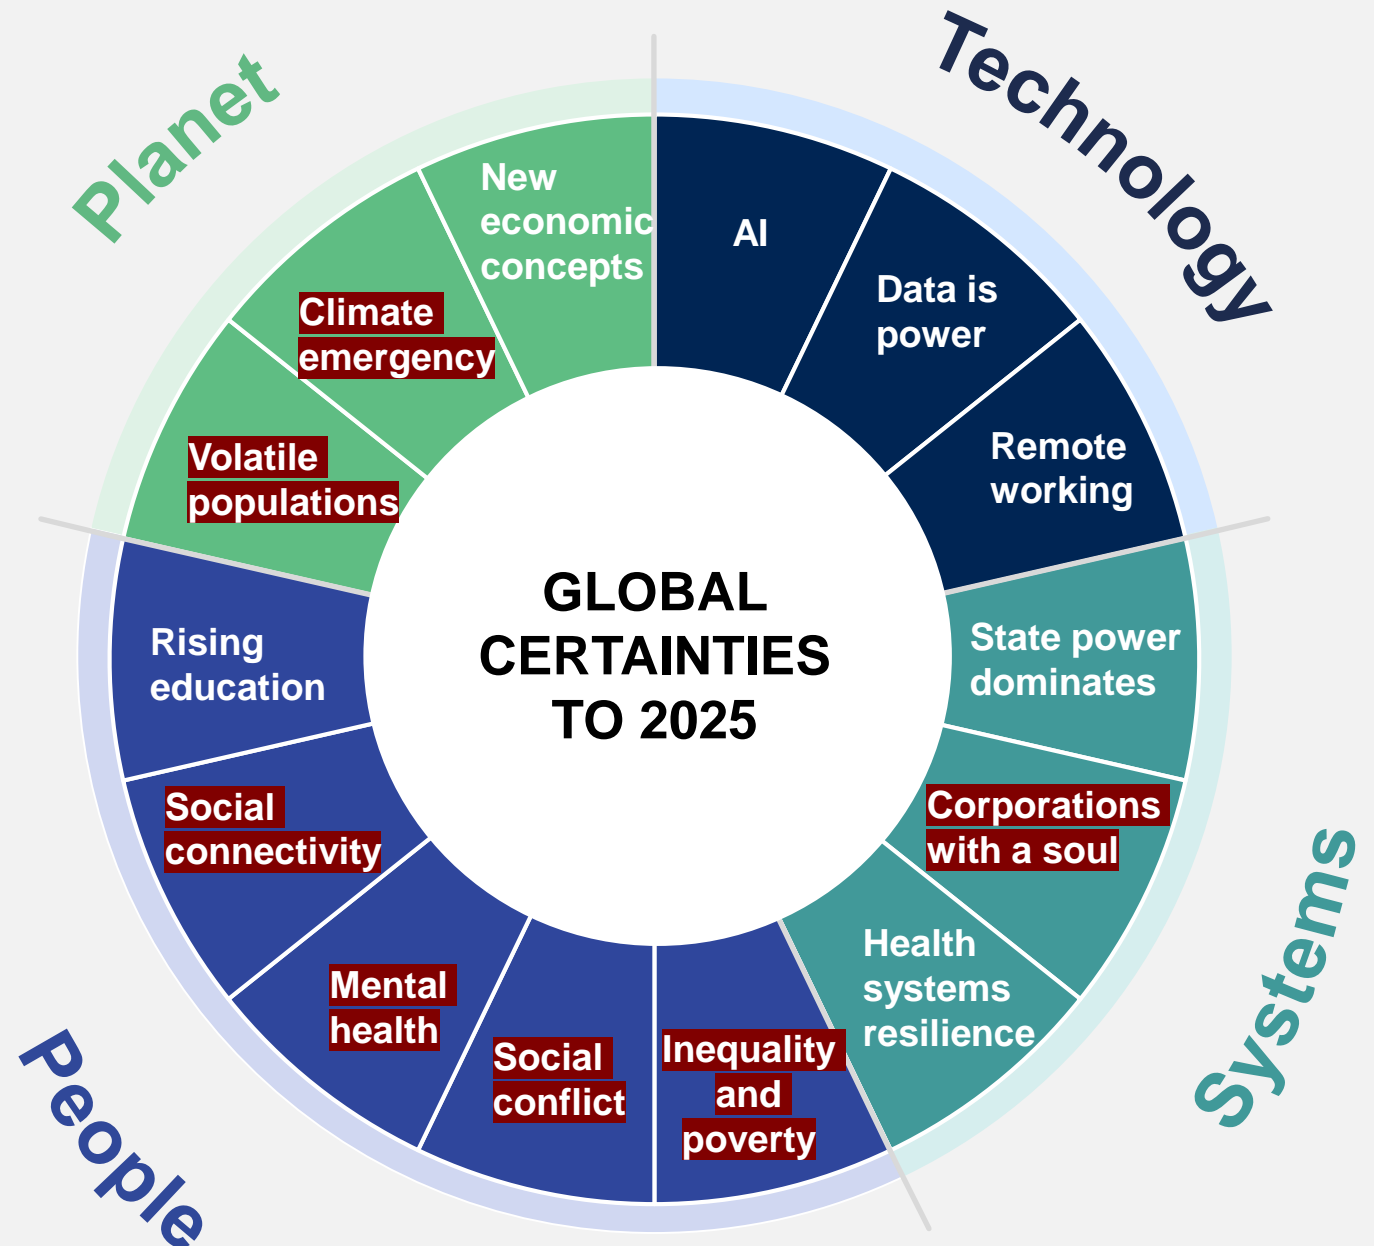 Planet
Technology
New
economic
concepts
AI
Data is
power
Climate
emergency
Remote
working
Volatile
populations
GLOBAL
CERTAINTIES
TO 2025
Rising
education
State power
dominates
Social
connectivity
Corporations
with a soul
Health
systems
resilience
Mental
health
Social
conflict
Inequality
and
poverty
Systems
People